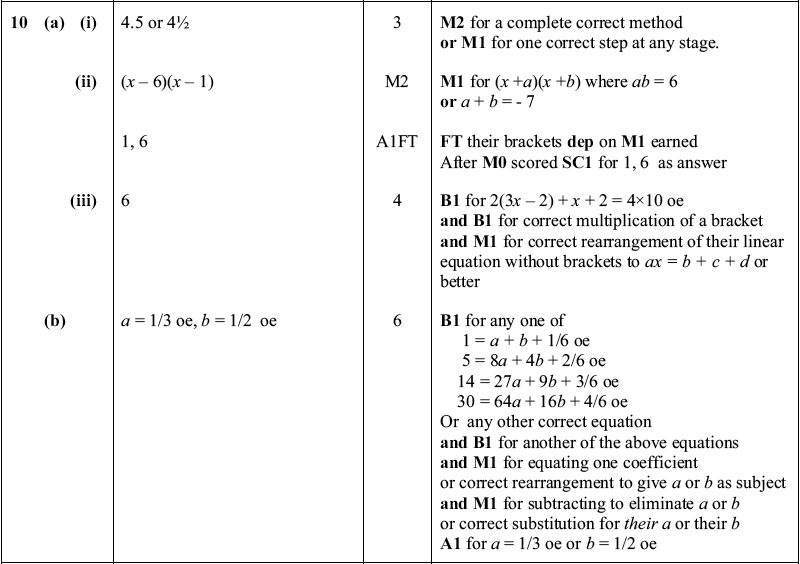 10 (a) (i) 4.5 or 4½ 3 M2 for a complete correct method
or M1 for one correct step at any stage.
(ii) (x – 6)(x – 1) M2 M1 for (x +a)(x +b) where ab = 6
or a + b = - 7
1, 6 A1FT FT their brackets dep on M1 earned
After M0 scored SC1 for 1, 6 as answer
(iii) 6 4 B1 for 2(3x – 2) + x + 2 = 4×10 oe
and B1 for correct multiplication of a bracket
and M1 for correct rearrangement of their linear
equation without brackets to ax = b + c + d or
better
(b) a = 1/3 oe, b = 1/2 oe 6 B1 for any one of
1 = a + b + 1/6 oe
5 = 8a + 4b + 2/6 oe
14 = 27a + 9b + 3/6 oe
30 = 64a + 16b + 4/6 oe
Or any other correct equation
and B1 for another of the above equations
and M1 for equating one coefficient
or correct rearrangement to give a or b as subject
and M1 for subtracting to eliminate a or b
or correct substitution for their a or their b
A1 for a = 1/3 oe or b = 1/2 oe